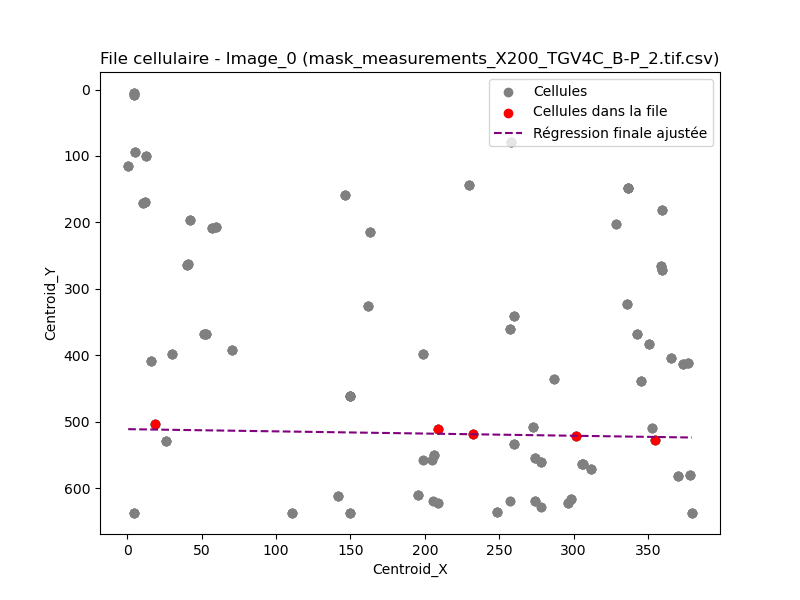 File cellulaire - Image_0 (mask_measurements_X200_TGV4C_B-P_2.tif.csv)
Cellules
Cellules dans la file
Régression finale ajustée
Centroid_Y
0
100
200
300
400
500
600
0 50 100 150 200 250 300 350
Centroid_X